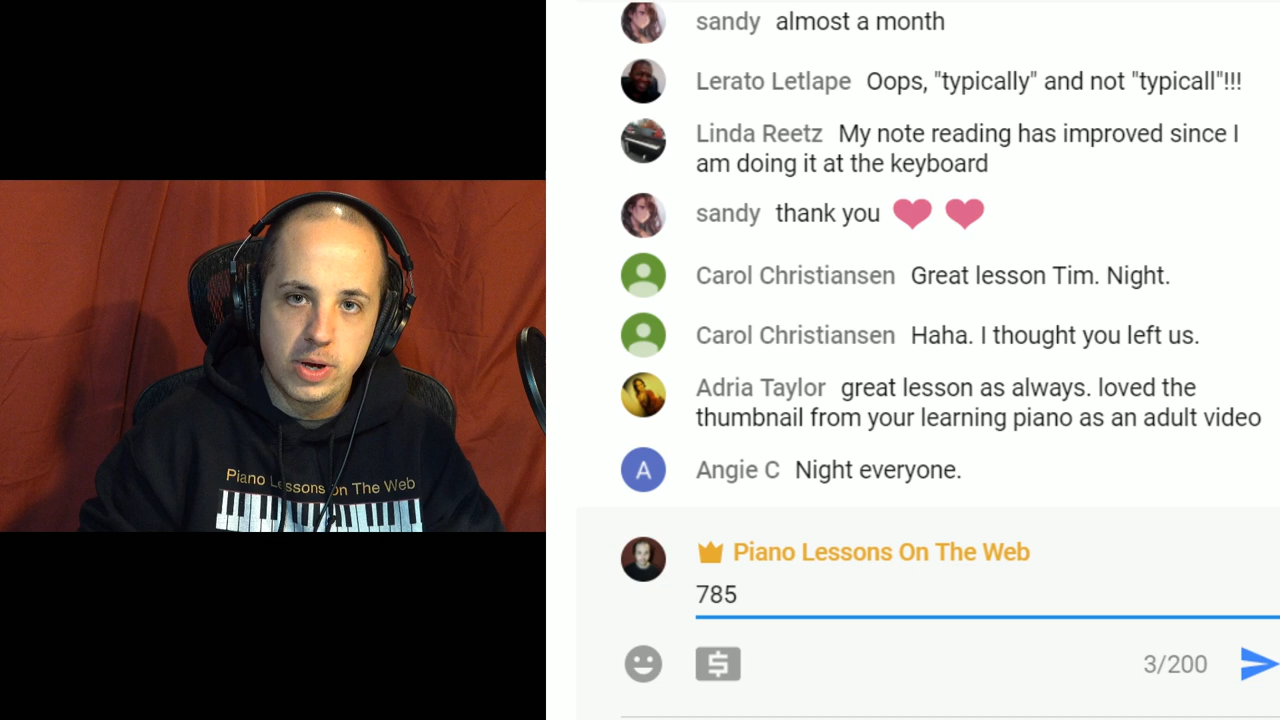 Piano Lessons On The Web
sandy almost a month
Lerato Letlape Oops, "typically" and not "typicall"!!!
Linda Reetz My note reading has improved since I
am doing it at the keyboard
sandy thank you
Carol Christiansen Great lesson Tim. Night.
Carol Christiansen Haha. I thought you left us.
Adria Taylor great lesson as always. loved the
thumbnail from your learning piano as an adult video
A Angie C Night everyone.
Piano Lessons On The Web
785
$ 3/200